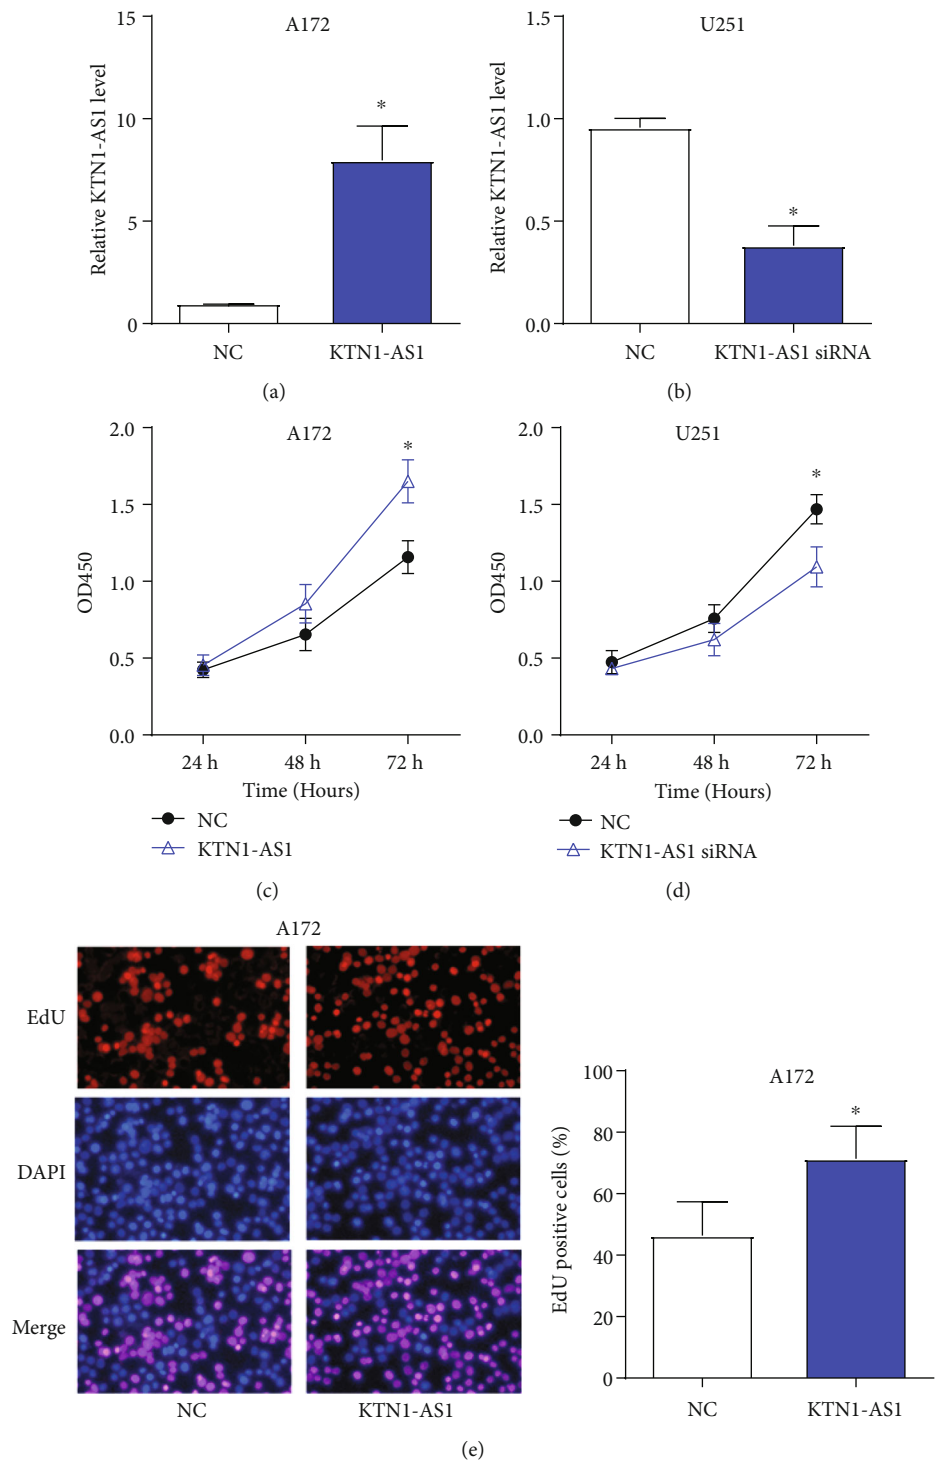 A172
Relative KTN1-AS1 level
15
10
5
0
*
NC
KTN1-AS1
(a)
U251
Relative KTN1-AS1 level
1.5
1.0
0.5
0.0
*
NC
KTN1-AS1 siRNA
(b)
A172
OD450
2.0
1.5
1.0
0.5
0.0
*
24 h
48 h
72 h
Time (Hours)
NC
KTN1-AS1
(c)
U251
OD450
2.0
1.5
1.0
0.5
0.0
*
24 h
48 h
72 h
Time (Hours)
NC
KTN1-AS1 siRNA
(d)
A172
EdU
DAPI
Merge
NC
KTN1-AS1
A172
EdU positive cells (%)
100
80
60
40
20
0
*
NC
KTN1-AS1
(e)